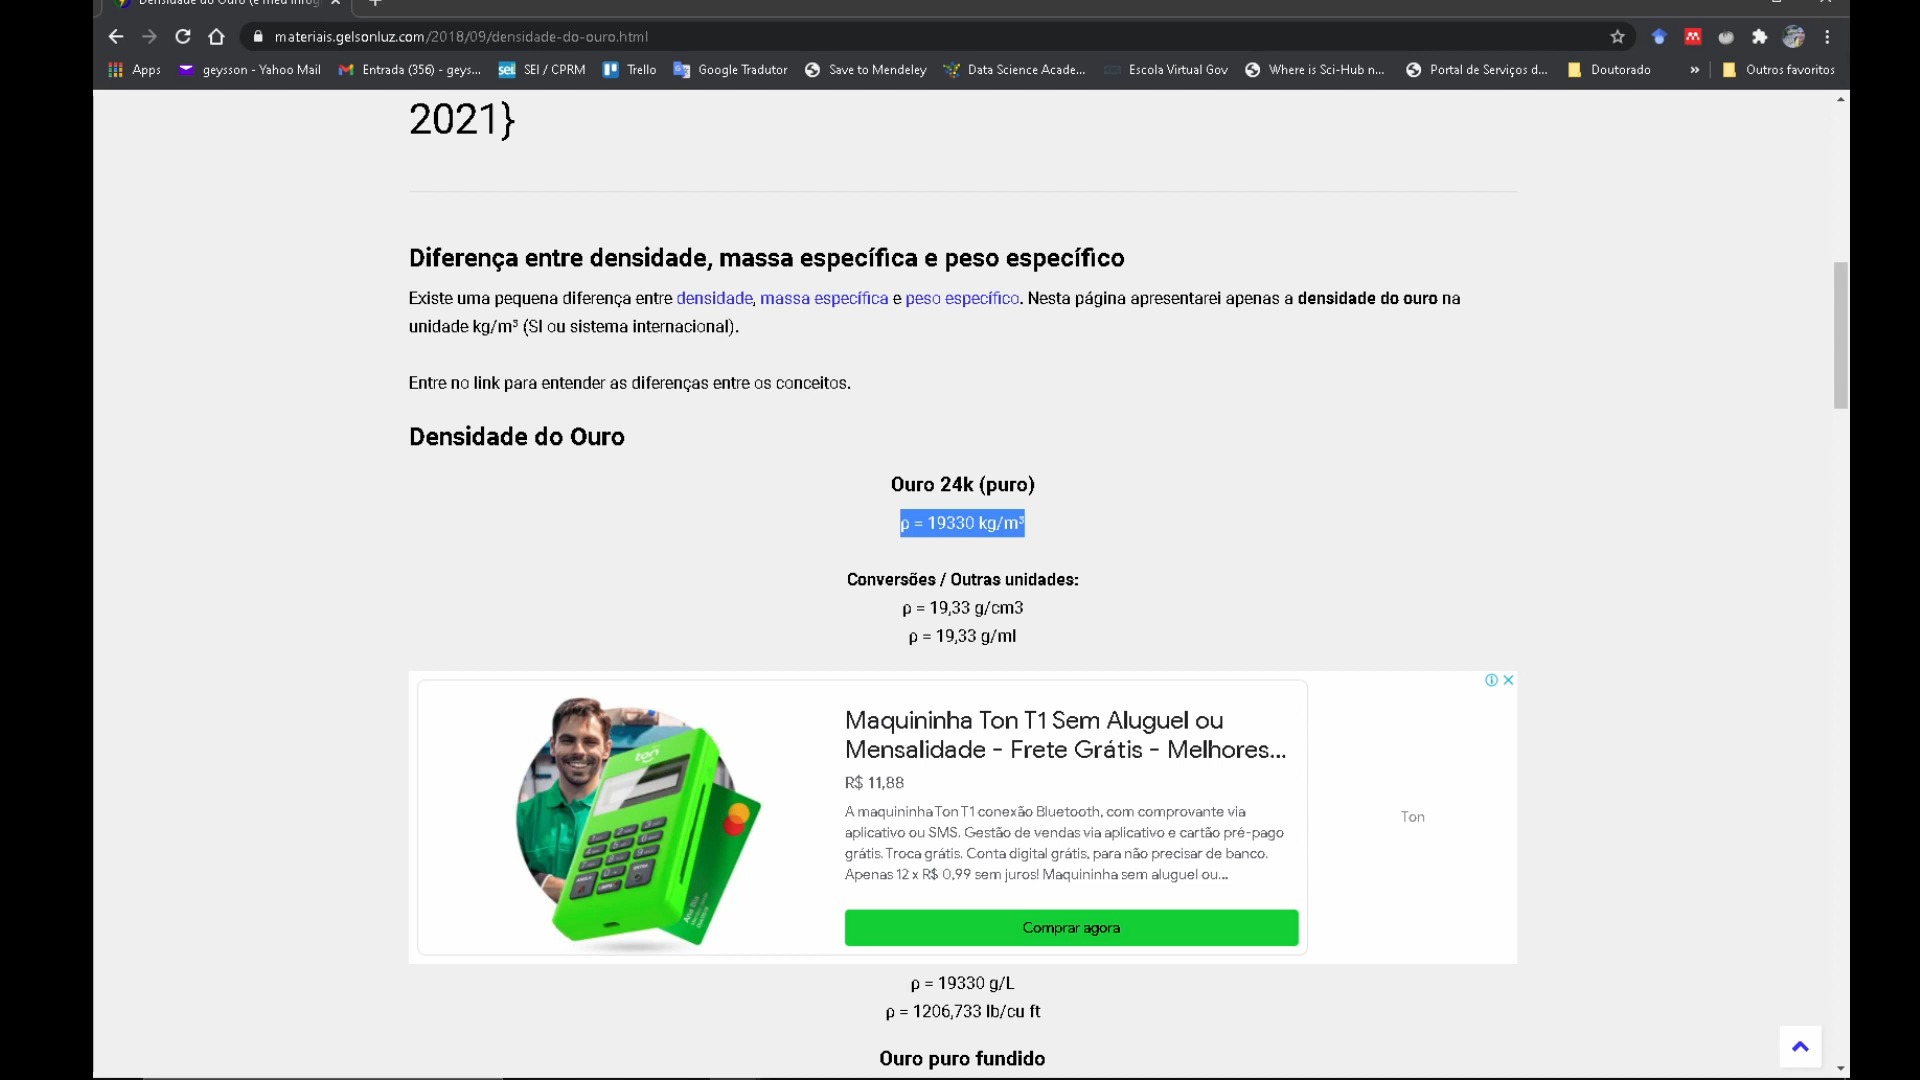 Densidade do Ouro (e meu infog
materiais.gelsonluz.com/2018/09/densidade-do-ouro.html
Apps geysson - Yahoo Mail Entrada (356) - geys... SEI / CPRM Trello Google Tradutor Save to Mendeley Data Science Acade... Escola Virtual Gov Where is Sci-Hub n... Portal de Serviços d... Doutorado » Outros favoritos
2021}
Diferença entre densidade, massa específica e peso específico
Existe uma pequena diferença entre densidade, massa específica e peso específico. Nesta página apresentarei apenas a densidade do ouro na
unidade kg/m³ (SI ou sistema internacional).
Entre no link para entender as diferenças entre os conceitos.
Densidade do Ouro
Ouro 24k (puro)
ρ = 19330 kg/m³
Conversões / Outras unidades:
ρ = 19,33 g/cm3
ρ = 19,33 g/ml
Maquininha Ton T1 Sem Aluguel ou
Mensalidade - Frete Grátis - Melhores...
R$ 11,88
A maquininha Ton T1 conexão Bluetooth, com comprovante via
aplicativo ou SMS. Gestão de vendas via aplicativo e cartão pré-pago
grátis. Troca grátis. Conta digital grátis, para não precisar de banco.
Apenas 12 x R$ 0,99 sem juros! Maquininha sem aluguel ou...
Comprar agora
Ton
ton
ρ = 19330 g/L
ρ = 1206,733 lb/cu ft
Ouro puro fundido